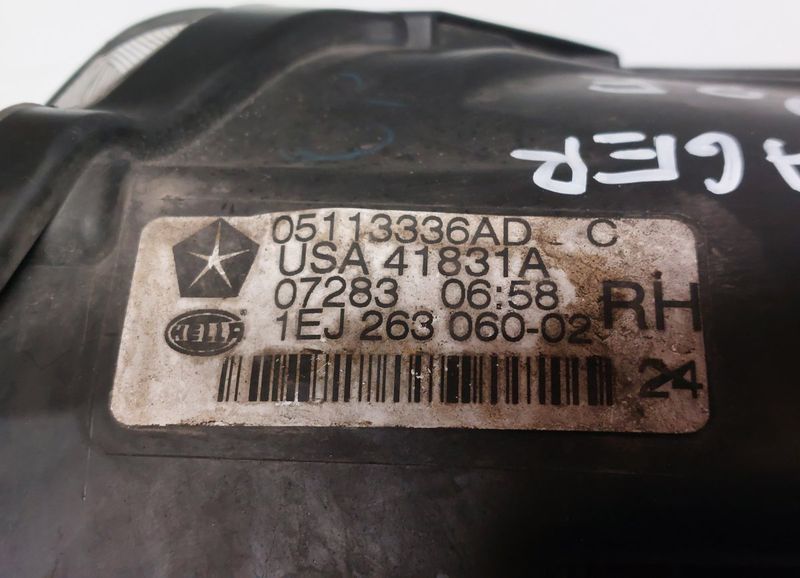 05113336AD C
USA 41831A
07283 06:58
RH
HELLA
1EJ 263 060-02
24